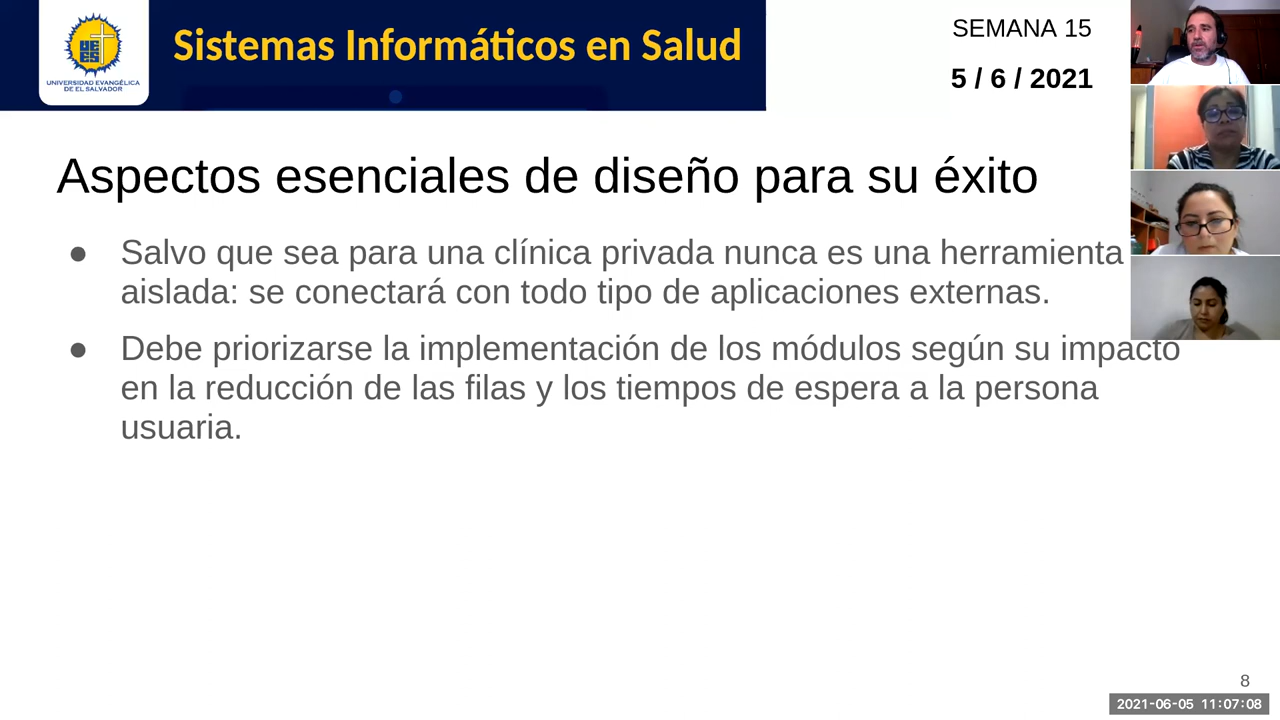 UEES
UNIVERSIDAD EVANGÉLICA
DE EL SALVADOR
Sistemas Informáticos en Salud
SEMANA 15
5 / 6 / 2021
Aspectos esenciales de diseño para su éxito
● Salvo que sea para una clínica privada nunca es una herramienta
aislada: se conectará con todo tipo de aplicaciones externas.
● Debe priorizarse la implementación de los módulos según su impacto
en la reducción de las filas y los tiempos de espera a la persona
usuaria.
8
2021-06-05 11:07:08